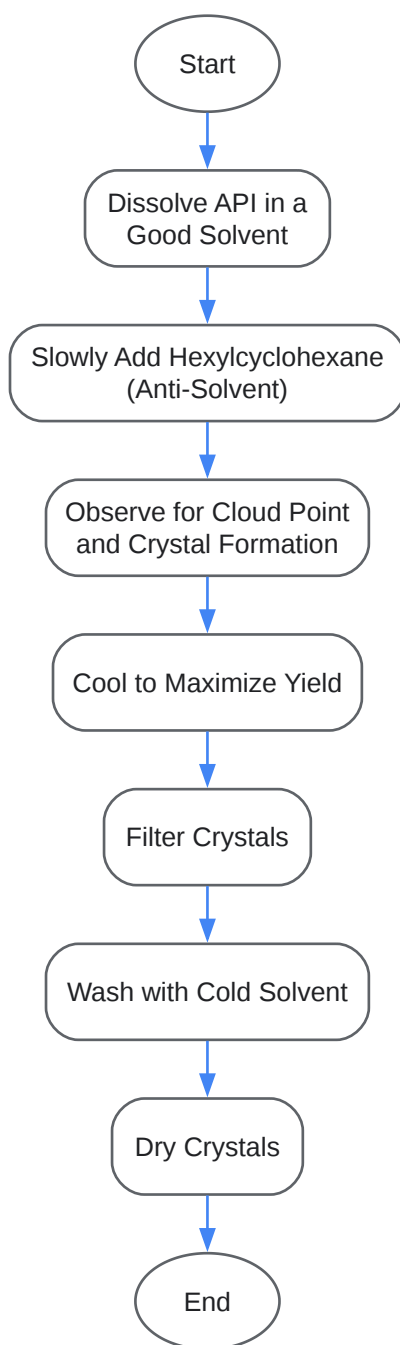 Start
Dissolve API in a
Good Solvent
Slowly Add Hexylcyclohexane
(Anti-Solvent)
Observe for Cloud Point
and Crystal Formation
Cool to Maximize Yield
Filter Crystals
Wash with Cold Solvent
Dry Crystals
End